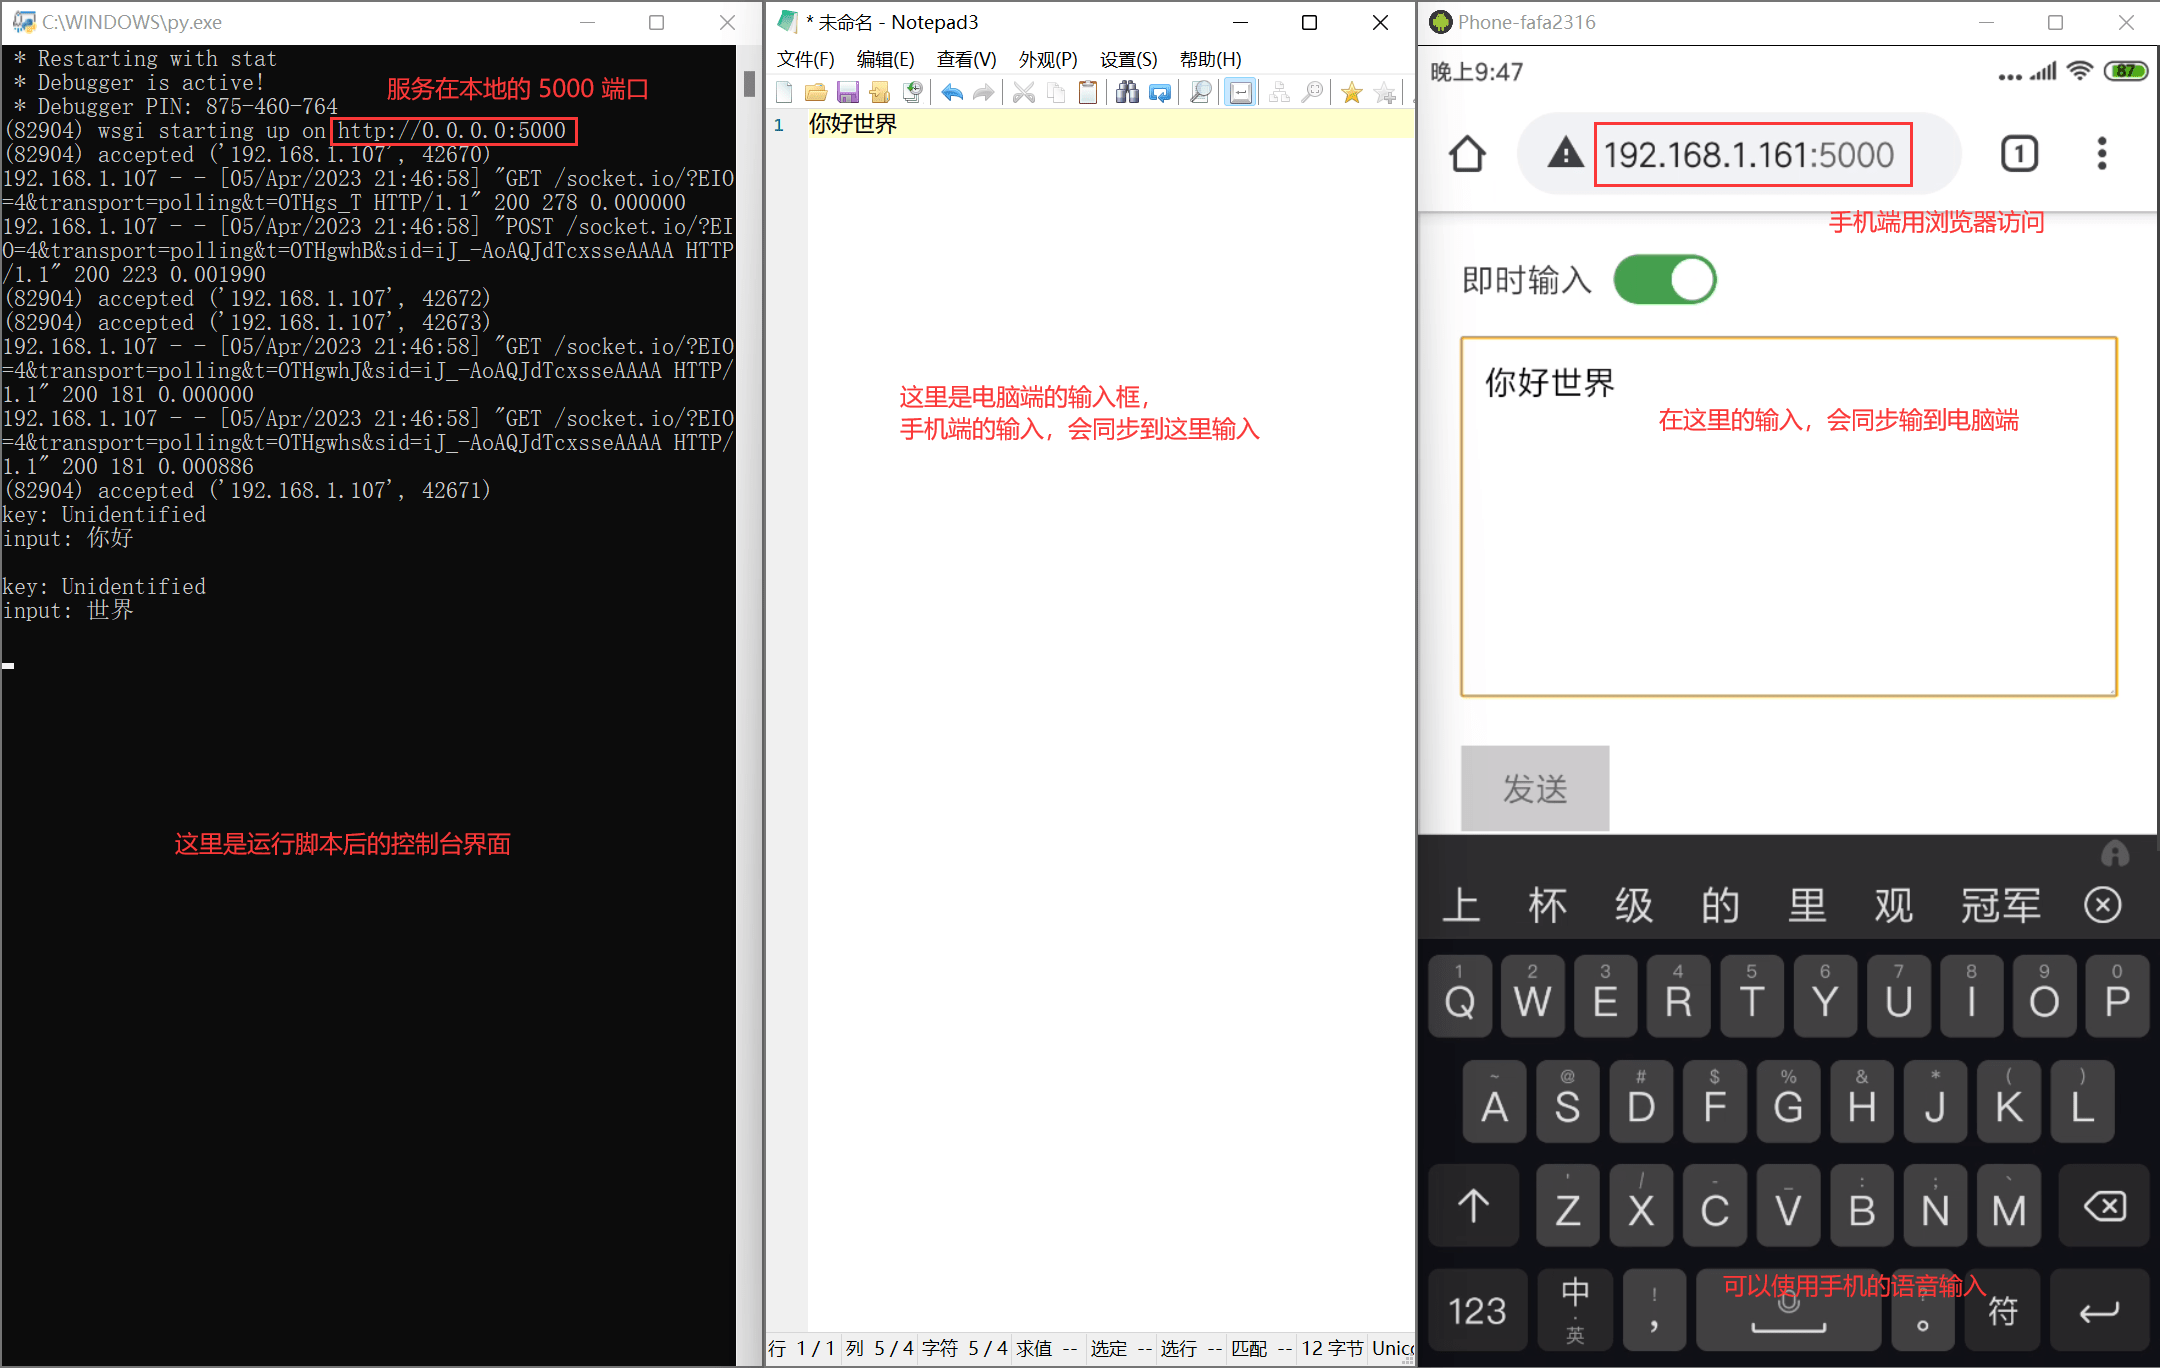 C:\WINDOWS\py.exe
* Restarting with stat
* Debugger is active!
* Debugger PIN: 875-460-764
服务在本地的 5000 端口
(82904) wsgi starting up on http://0.0.0.0:5000
(82904) accepted ('192.168.1.107', 42670)
192.168.1.107 - - [05/Apr/2023 21:46:58] "GET /socket.io/?EIO
=4&transport=polling&t=OTHgs_T HTTP/1.1" 200 278 0.000000
192.168.1.107 - - [05/Apr/2023 21:46:58] "POST /socket.io/?EI
O=4&transport=polling&t=OTHgwhB&sid=iJ_-AoAQJdTcxsseAAAA HTTP
/1.1" 200 223 0.001990
(82904) accepted ('192.168.1.107', 42672)
(82904) accepted ('192.168.1.107', 42673)
192.168.1.107 - - [05/Apr/2023 21:46:58] "GET /socket.io/?EIO
=4&transport=polling&t=OTHgwhJ&sid=iJ_-AoAQJdTcxsseAAAA HTTP/
1.1" 200 181 0.000000
192.168.1.107 - - [05/Apr/2023 21:46:58] "GET /socket.io/?EIO
=4&transport=polling&t=OTHgwhs&sid=iJ_-AoAQJdTcxsseAAAA HTTP/
1.1" 200 181 0.000886
(82904) accepted ('192.168.1.107', 42671)
key: Unidentified
input: 你好
key: Unidentified
input: 世界
这里是运行脚本后的控制台界面
* 未命名 - Notepad3
文件(F) 编辑(E) 查看(V) 外观(P) 设置(S) 帮助(H)
1 你好世界
这里是电脑端的输入框，
手机端的输入，会同步到这里输入
行 1 / 1 列 5 / 4 字符 5 / 4 求值 -- 选定 -- 选行 -- 匹配 -- 12 字节 Unic
Phone-fafa2316
晚上9:47 87
192.168.1.161:5000 1
手机端用浏览器访问
即时输入
你好世界
在这里的输入，会同步输到电脑端
发送
上 杯 级 的 里 观 冠军
1 2 3 4 5 6 7 8 9 0
Q W E R T Y U I O P
~ @ # $ % & * ( )
A S D F G H J K L
' / - _ : ; `
Z X C V B N M
可以使用手机的语音输入
123 中 英 ! , ? 。 符